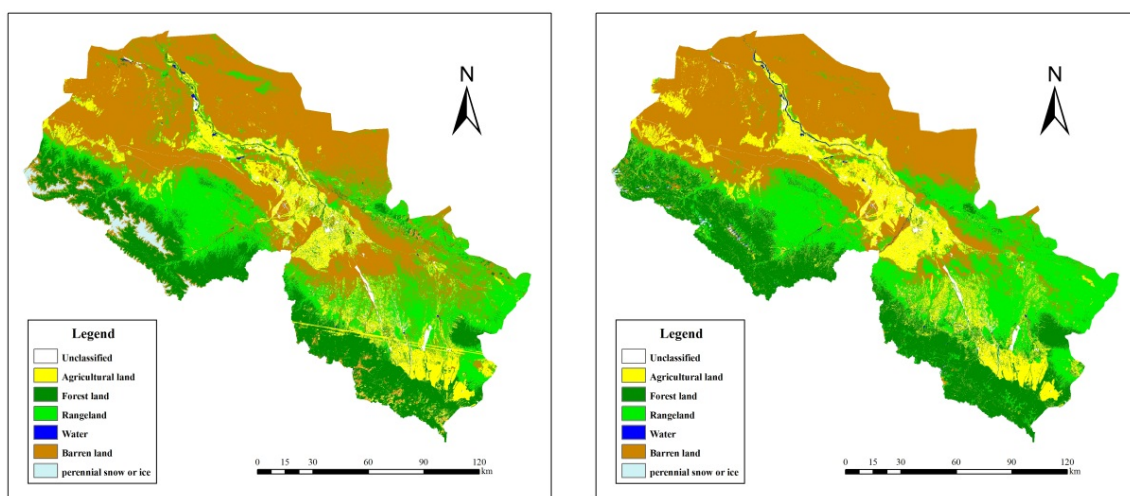 N
Legend
Unclassified
Agricultural land
Forest land
Rangeland
Water
Barren land
perennial snow or ice
0 15 30 60 90 120
km
N
Legend
Unclassified
Agricultural land
Forest land
Rangeland
Water
Barren land
perennial snow or ice
0 15 30 60 90 120
km